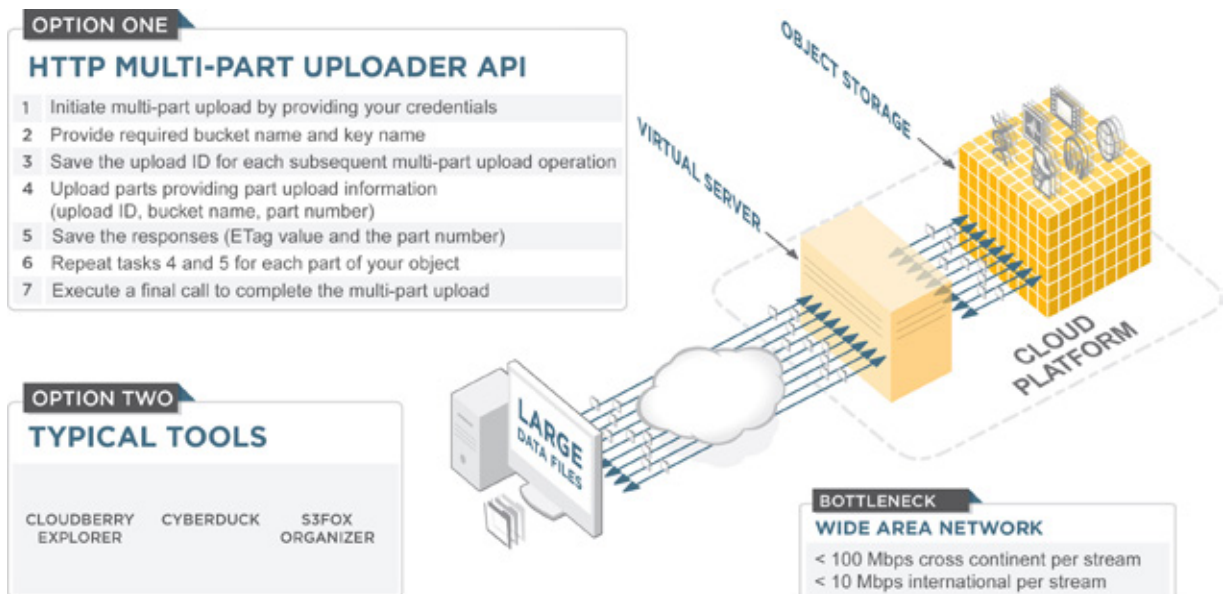 OPTION ONE
HTTP MULTI-PART UPLOADER API
1 Initiate multi-part upload by providing your credentials
2 Provide required bucket name and key name
3 Save the upload ID for each subsequent multi-part upload operation
4 Upload parts providing part upload information
(upload ID, bucket name, part number)
5 Save the responses (ETag value and the part number)
6 Repeat tasks 4 and 5 for each part of your object
7 Execute a final call to complete the multi-part upload
OBJECT STORAGE
VIRTUAL SERVER
CLOUD
PLATFORM
LARGE
DATA FILES
OPTION TWO
TYPICAL TOOLS
CLOUDBERRY
EXPLORER
CYBERDUCK
S3FOX
ORGANIZER
BOTTLENECK
WIDE AREA NETWORK
< 100 Mbps cross continent per stream
< 10 Mbps international per stream